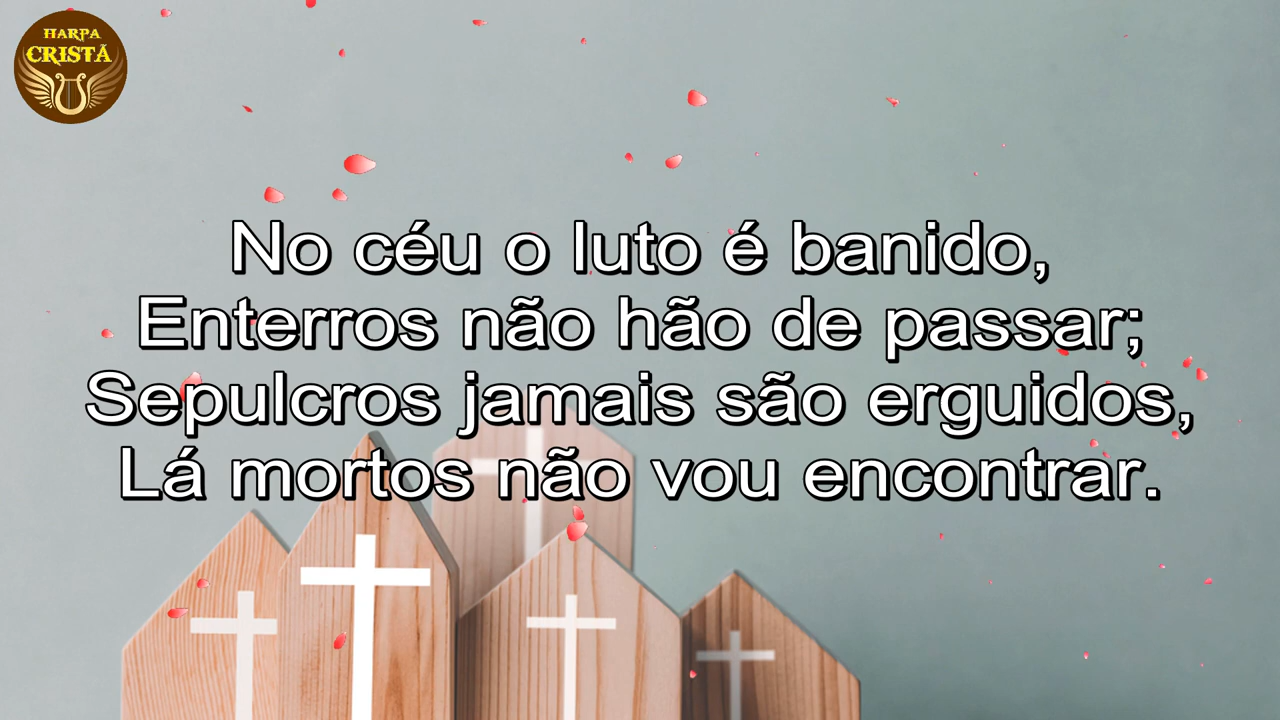 HARPA
CRISTÃ
No céu o luto é banido,
Enterros não hão de passar;
Sepulcros jamais são erguidos,
Lá mortos não vou encontrar.